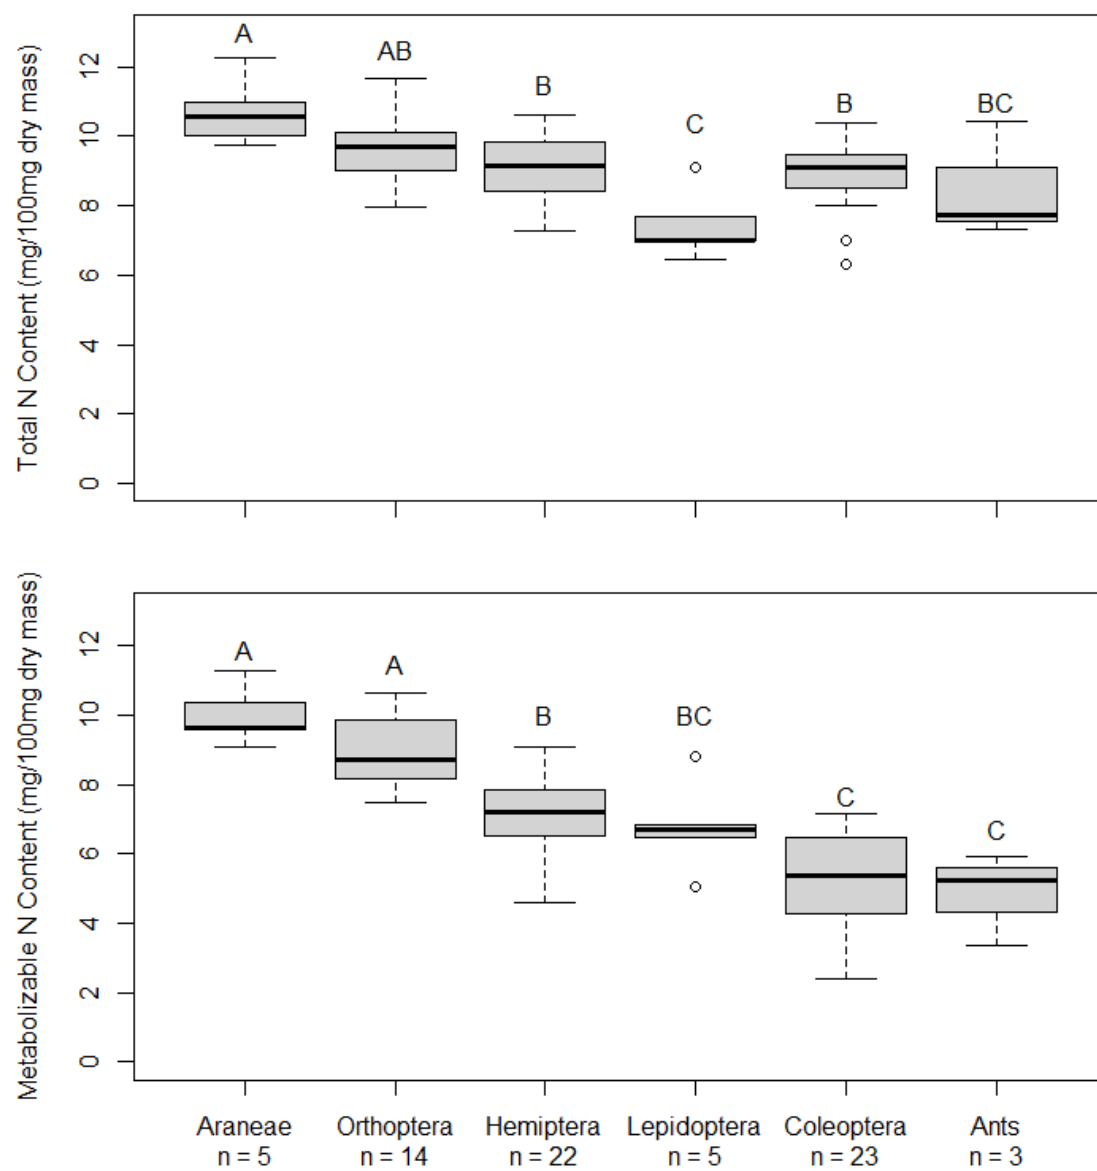 Total N Content (mg/100mg dry mass)
12
10
8
6
4
2
0
A
AB
B
C
B
BC
Metabolizable N Content (mg/100mg dry mass)
12
10
8
6
4
2
0
A
A
B
BC
C
C
Araneae Orthoptera Hemiptera Lepidoptera Coleoptera Ants
n = 5 n = 14 n = 22 n = 5 n = 23 n = 3